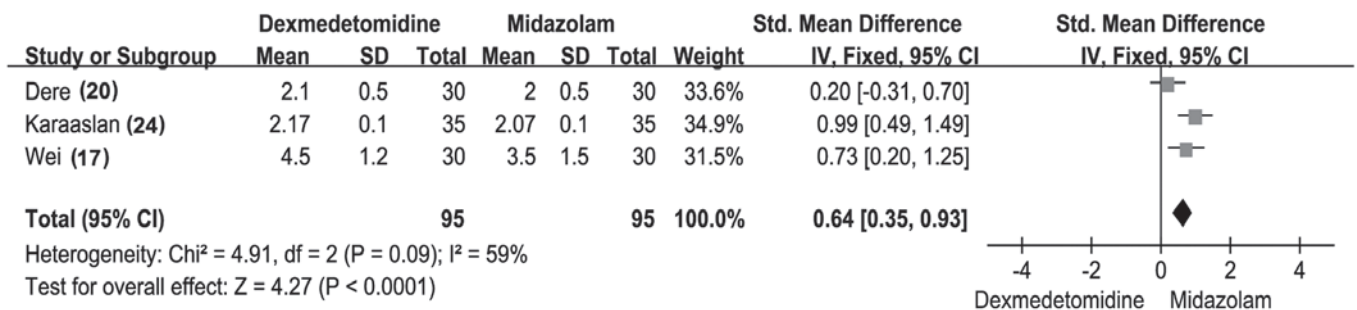 Dexmedetomidine Midazolam Std. Mean Difference Std. Mean Difference
Study or Subgroup Mean SD Total Mean SD Total Weight IV, Fixed, 95% CI IV, Fixed, 95% CI
Dere (20) 2.1 0.5 30 2 0.5 30 33.6% 0.20 [-0.31, 0.70]
Karaaslan (24) 2.17 0.1 35 2.07 0.1 35 34.9% 0.99 [0.49, 1.49]
Wei (17) 4.5 1.2 30 3.5 1.5 30 31.5% 0.73 [0.20, 1.25]
Total (95% CI) 95 95 100.0% 0.64 [0.35, 0.93]
Heterogeneity: Chi² = 4.91, df = 2 (P = 0.09); I² = 59%
Test for overall effect: Z = 4.27 (P < 0.0001)
-4 -2 0 2 4
Dexmedetomidine Midazolam